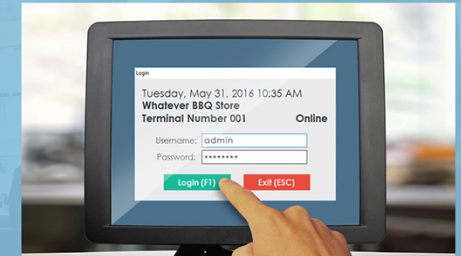 Login
Tuesday, May 31, 2016 10:35 AM
Whatever BBQ Store
Terminal Number 001 Online
Username: admin
Password: ********
Login (F1) Exit (ESC)